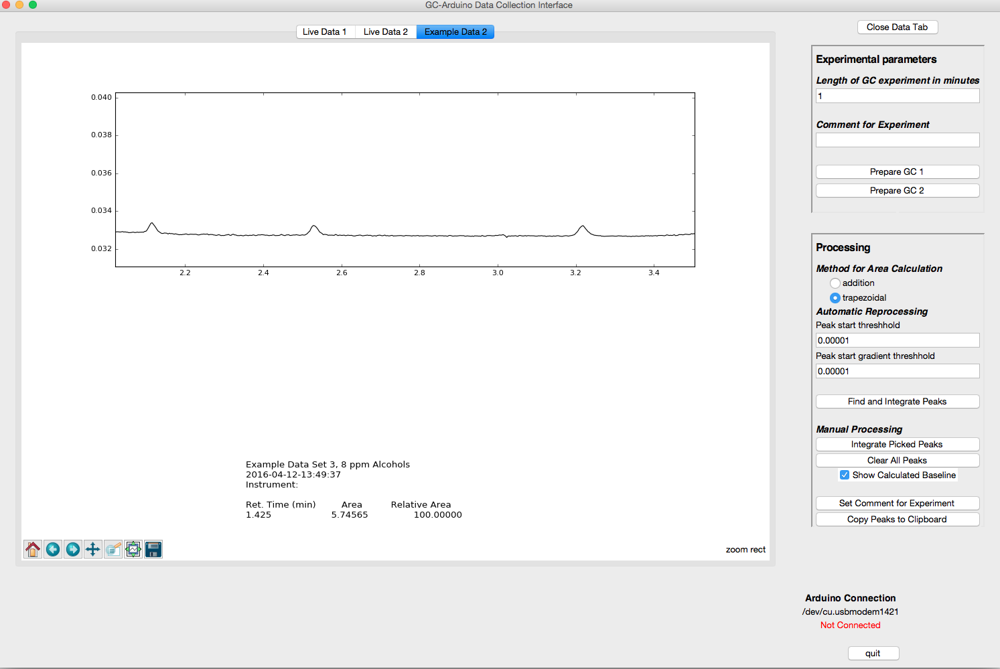 GC-Arduino Data Collection Interface
Live Data 1 Live Data 2 Example Data 2
Close Data Tab
0.040
0.038
0.036
0.034
0.032
2.2 2.4 2.6 2.8 3.0 3.2 3.4
Example Data Set 3, 8 ppm Alcohols
2016-04-12-13:49:37
Instrument:
Ret. Time (min) Area Relative Area
1.425 5.74565 100.00000
zoom rect
Experimental parameters
Length of GC experiment in minutes
1
Comment for Experiment
Prepare GC 1
Prepare GC 2
Processing
Method for Area Calculation
addition
trapezoidal
Automatic Reprocessing
Peak start threshhold
0.00001
Peak start gradient threshhold
0.00001
Find and Integrate Peaks
Manual Processing
Integrate Picked Peaks
Clear All Peaks
Show Calculated Baseline
Set Comment for Experiment
Copy Peaks to Clipboard
Arduino Connection
/dev/cu.usbmodem1421
Not Connected
quit